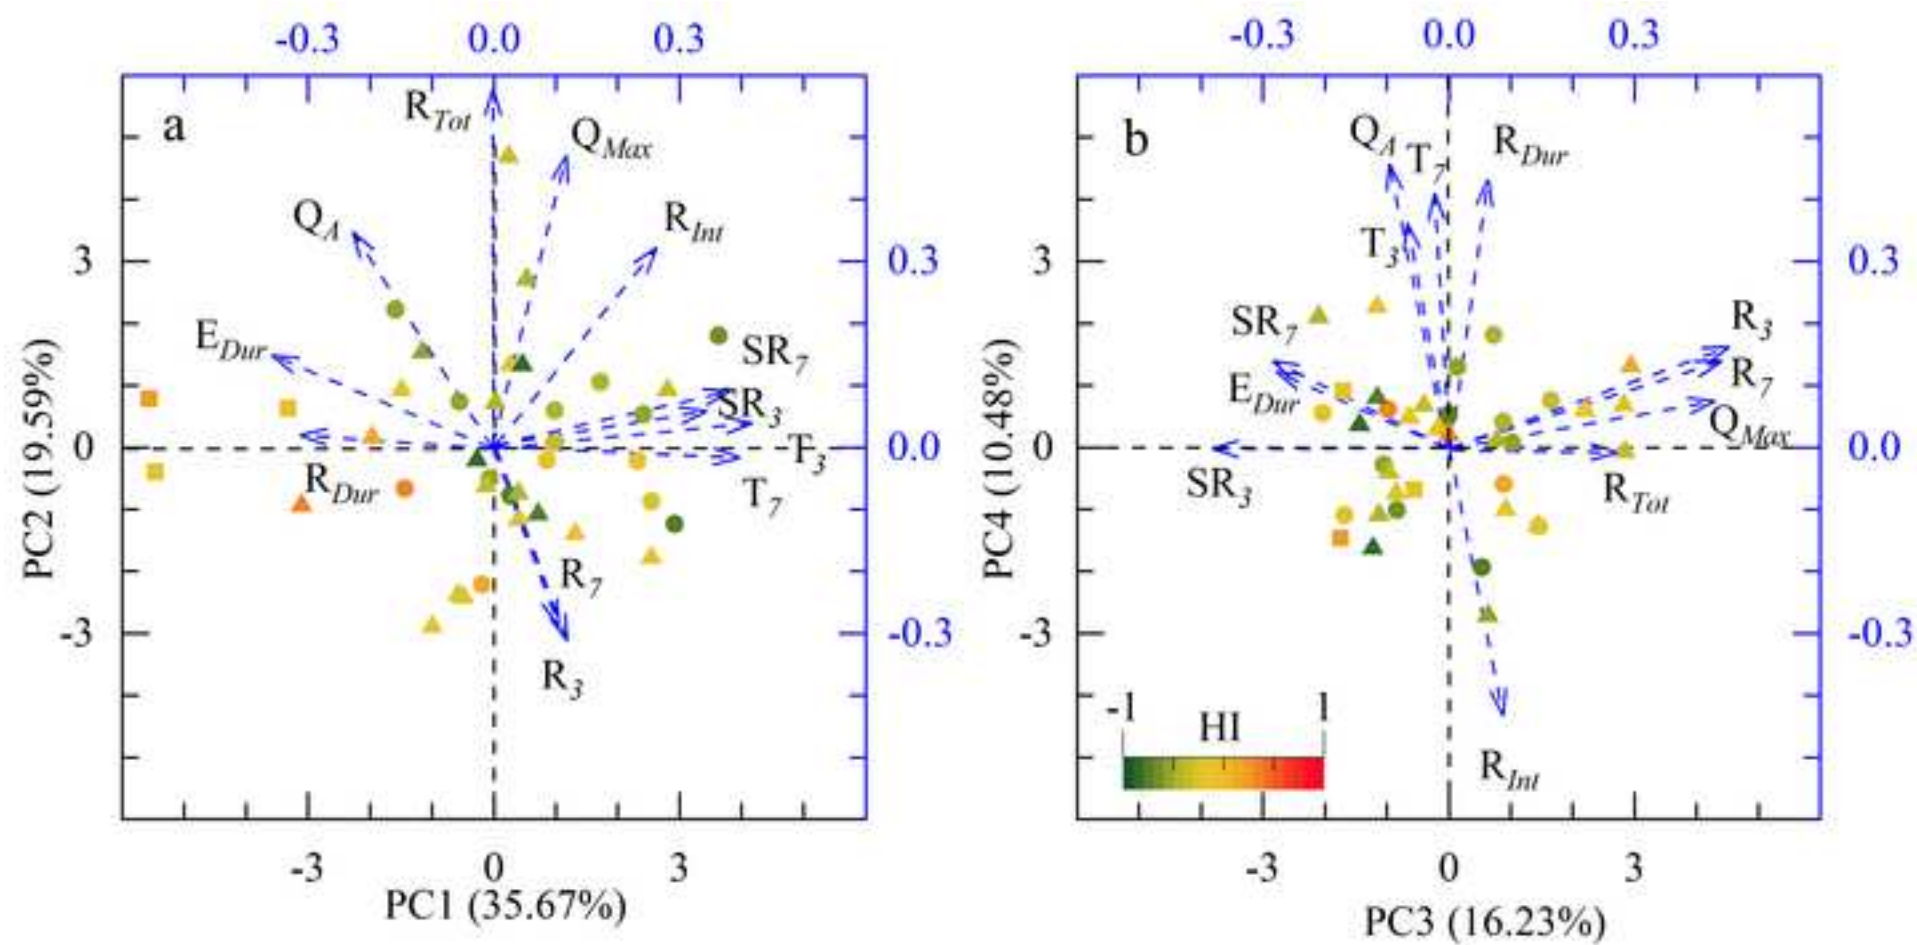 -0.3 0.0 0.3
a
R_Tot
Q_Max
Q_A
R_Int
3
0.3
E_Dur
SR_7
SR_3
0
0.0
T_3
R_Dur
T_7
R_7
-3
-0.3
R_3
PC2 (19.59%)
-3 0 3
PC1 (35.67%)
-0.3 0.0 0.3
b
Q_A
T_7
R_Dur
T_3
3
0.3
SR_7
R_3
E_Dur
R_7
Q_Max
0
0.0
SR_3
R_Tot
-3
-0.3
PC4 (10.48%)
-1 HI 1
R_Int
-3 0 3
PC3 (16.23%)